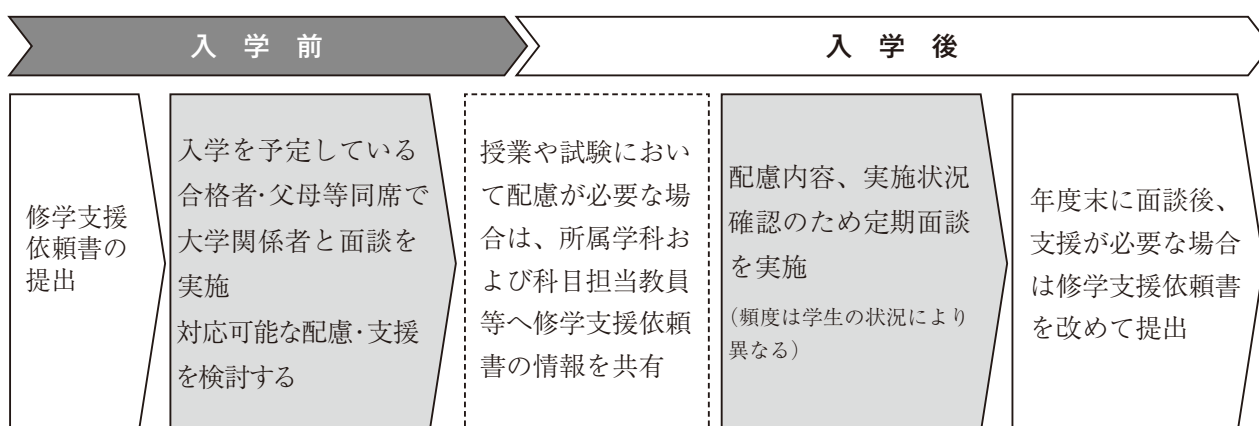 入学前
入学後
修学支援
依頼書の
提出
入学を予定している
合格者・父母等同席で
大学関係者と面談を
実施
対応可能な配慮・支援
を検討する
授業や試験におい
て配慮が必要な場
合は、所属学科お
よび科目担当教員
等へ修学支援依頼
書の情報を共有
配慮内容、実施状況
確認のため定期面談
を実施
（頻度は学生の状況により
異なる）
年度末に面談後、
支援が必要な場合
は修学支援依頼書
を改めて提出